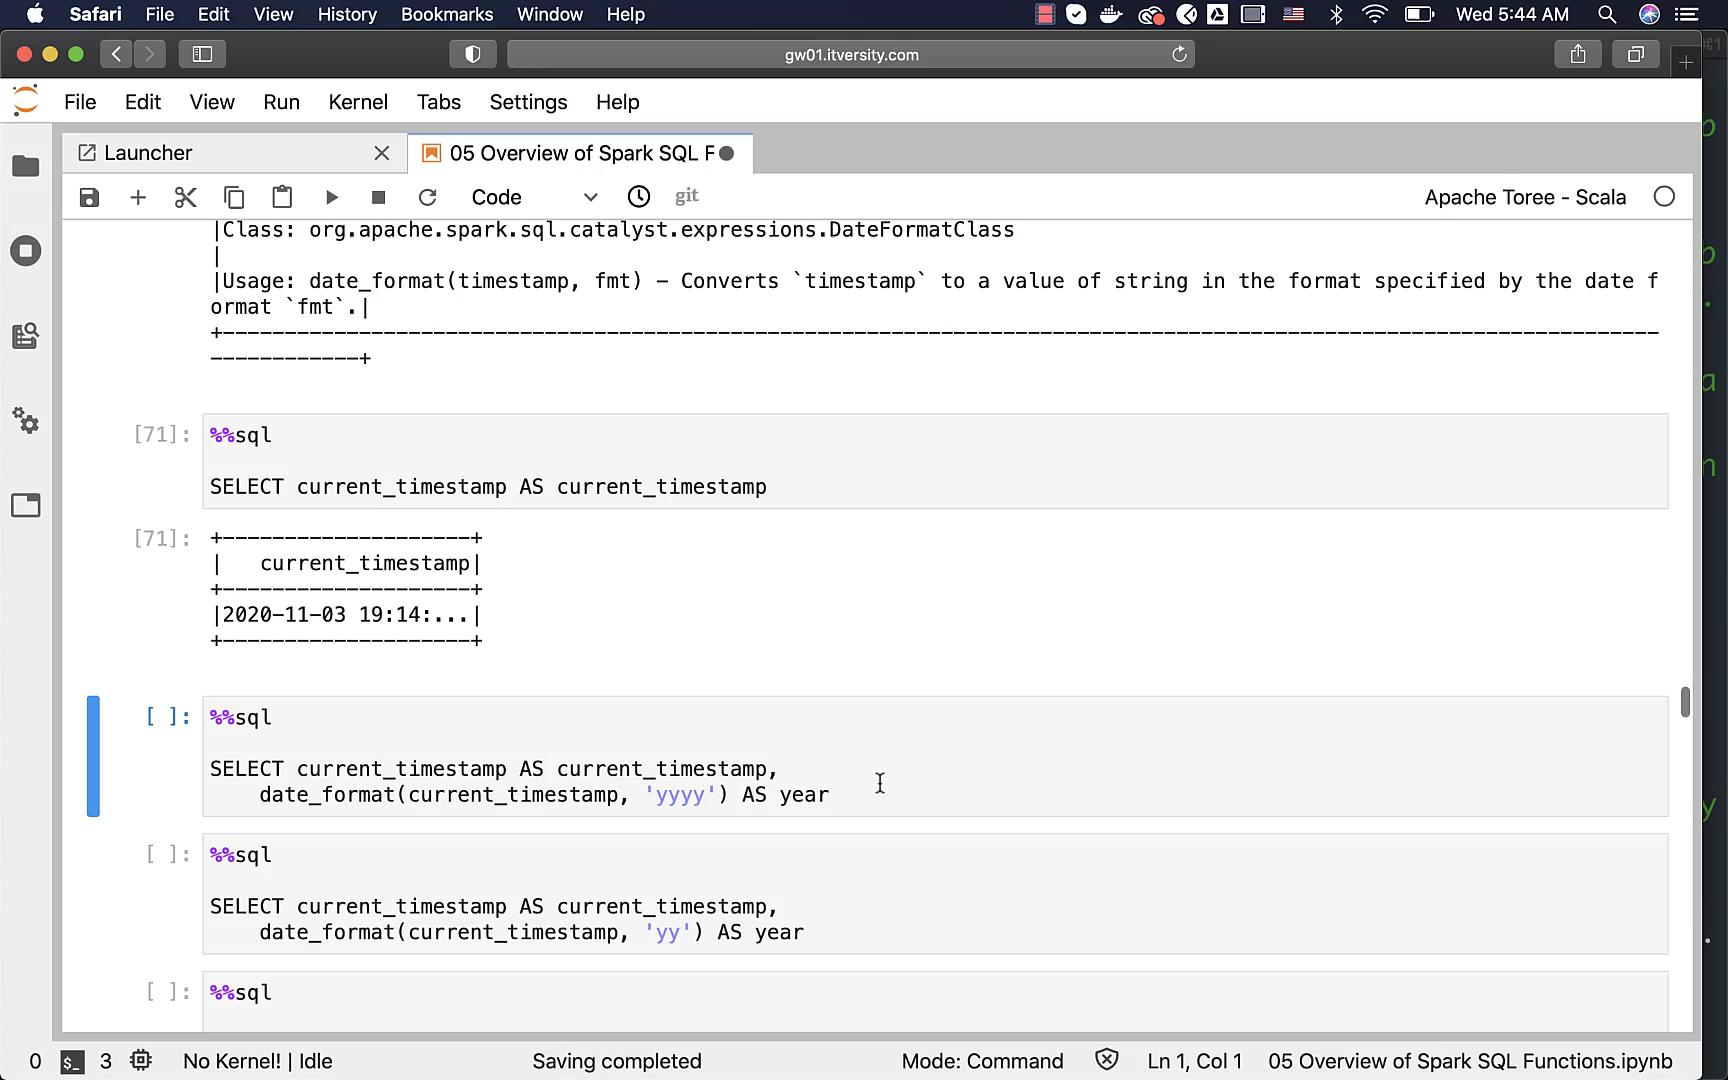 Safari File Edit View History Bookmarks Window Help Wed 5:44 AM
gw01.itversity.com
File Edit View Run Kernel Tabs Settings Help
Launcher 05 Overview of Spark SQL F
Code git Apache Toree - Scala
|Class: org.apache.spark.sql.catalyst.expressions.DateFormatClass
|
|Usage: date_format(timestamp, fmt) - Converts `timestamp` to a value of string in the format specified by the date f
ormat `fmt`.|
+--------------------------------------------------------------------------------------------------------------------
------------+
[71]: %%sql
SELECT current_timestamp AS current_timestamp
[71]: +--------------------+
|   current_timestamp|
+--------------------+
|2020-11-03 19:14:...|
+--------------------+
[ ]: %%sql
SELECT current_timestamp AS current_timestamp,
date_format(current_timestamp, 'yyyy') AS year
[ ]: %%sql
SELECT current_timestamp AS current_timestamp,
date_format(current_timestamp, 'yy') AS year
[ ]: %%sql
0 $_ 3 No Kernel! | Idle Saving completed Mode: Command Ln 1, Col 1 05 Overview of Spark SQL Functions.ipynb